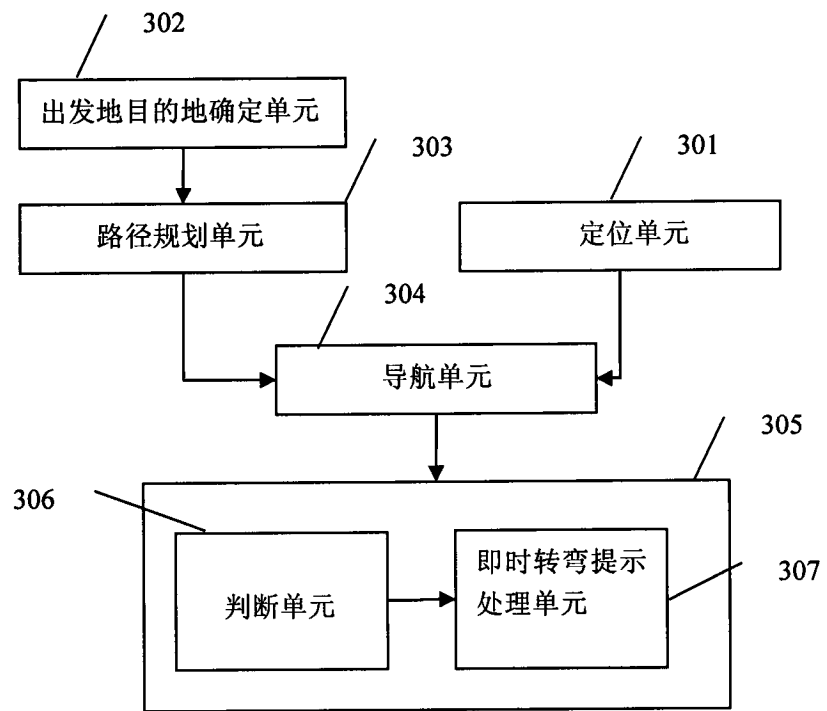 302
出发地目的地确定单元
303
301
路径规划单元
定位单元
304
导航单元
305
306
即时转弯提示
处理单元
307
判断单元